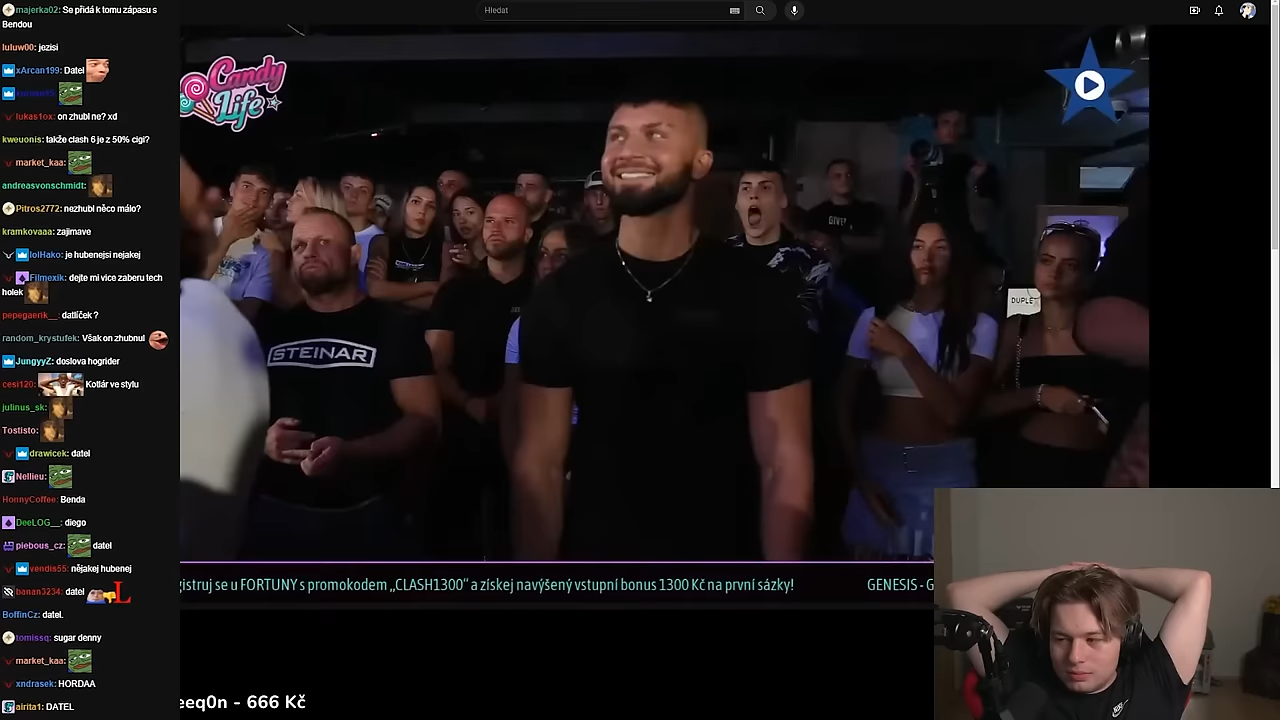 majerka02: Se přidá k tomu zápasu s
Bendou
luluw00: jezisi
xArcan199: Datel
lukas1ox: on zhubl ne? xd
kweuonis: takže clash 6 je z 50% cigi?
market_kaa:
andreasvonschmidt:
Pitros2772: nezhubl něco málo?
kramkovaaa: zajimave
lolHako: je hubenejsi nejakej
Filmexik: dejte mi vice zaberu tech
holek
pepegaerik__: datlíček ?
random_krystufek: Však on zhubnul
JungyyZ: doslova hogrider
cesi120: Kotlár ve stylu
julinus_sk:
Tostisto:
drawicek: datel
Nellieu:
HonnyCoffee: Benda
DeeLOG__: diego
piebous_cz: datel
vendis55: nějakej hubenej
banan3234: datel L
BoffinCz: datel.
tomissq: sugar denny
market_kaa:
xndrasek: HORDAA
airita1: DATEL
Hledat
Candy
Life
STEINAR
GIVE
DUPLE
gistruj se u FORTUNY s promokodem „CLASH1300" a získej navýšený vstupní bonus 1300 Kč na první sázky!
GENESIS - G
eeq0n - 666 Kč